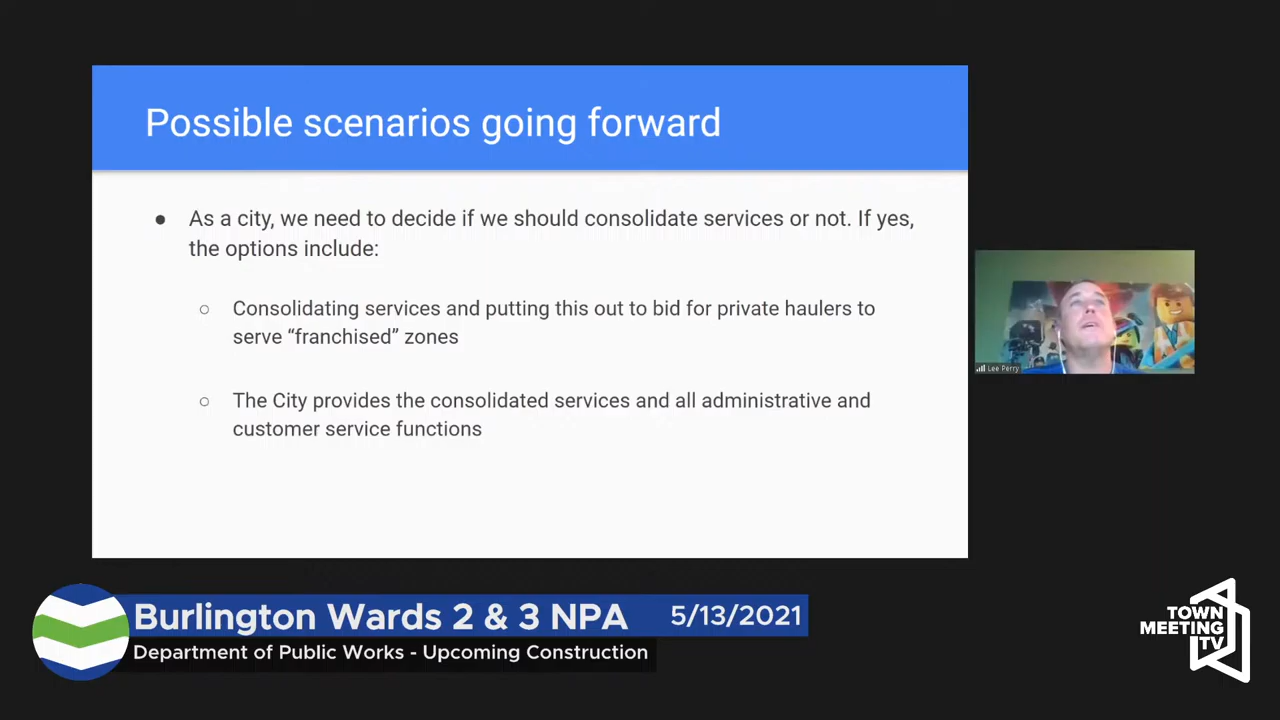 Possible scenarios going forward
● As a city, we need to decide if we should consolidate services or not. If yes,
the options include:
○ Consolidating services and putting this out to bid for private haulers to
serve “franchised” zones
○ The City provides the consolidated services and all administrative and
customer service functions
Lee Perry
Burlington Wards 2 & 3 NPA 5/13/2021
Department of Public Works - Upcoming Construction
TOWN
MEETING
TV